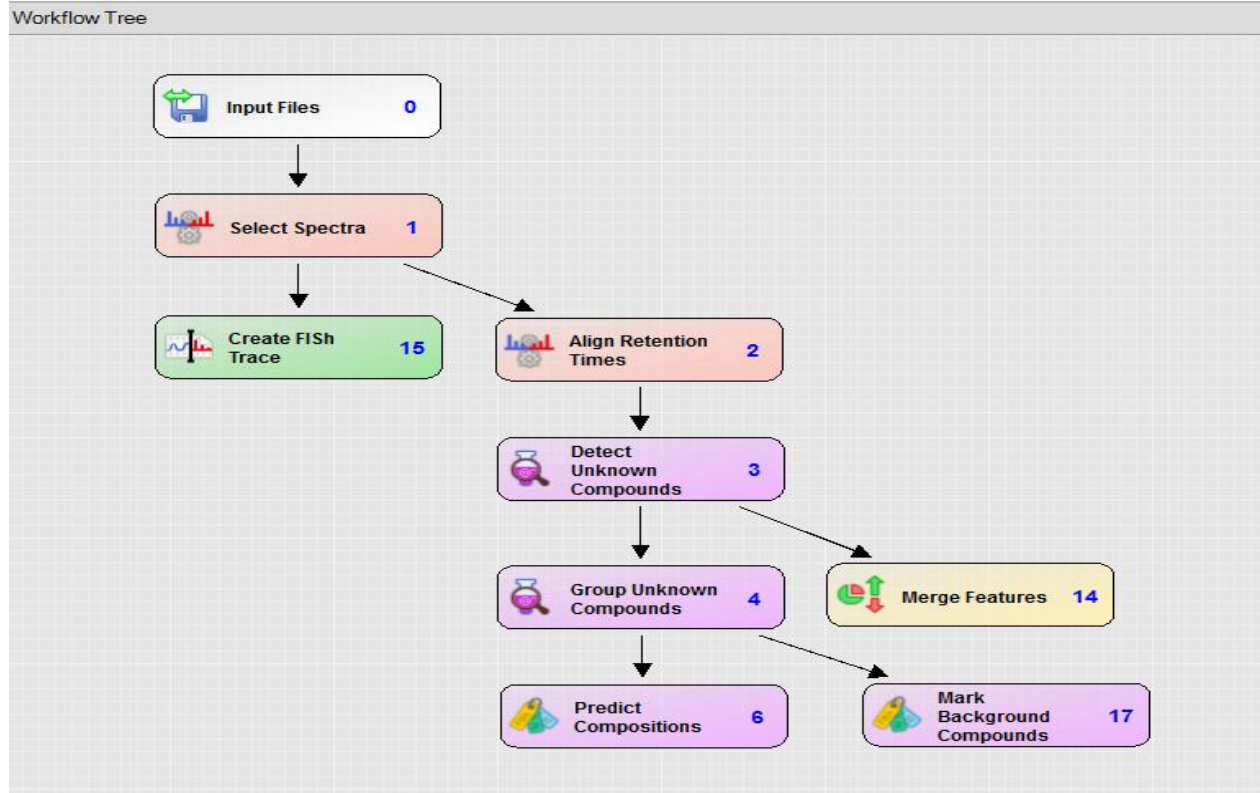 Workflow Tree
Input Files 0
Select Spectra 1
Create FISh
Trace
15
Align Retention
Times
2
Detect
Unknown
Compounds
3
Group Unknown
Compounds
4
Merge Features 14
Predict
Compositions
6
Mark
Background
Compounds
17